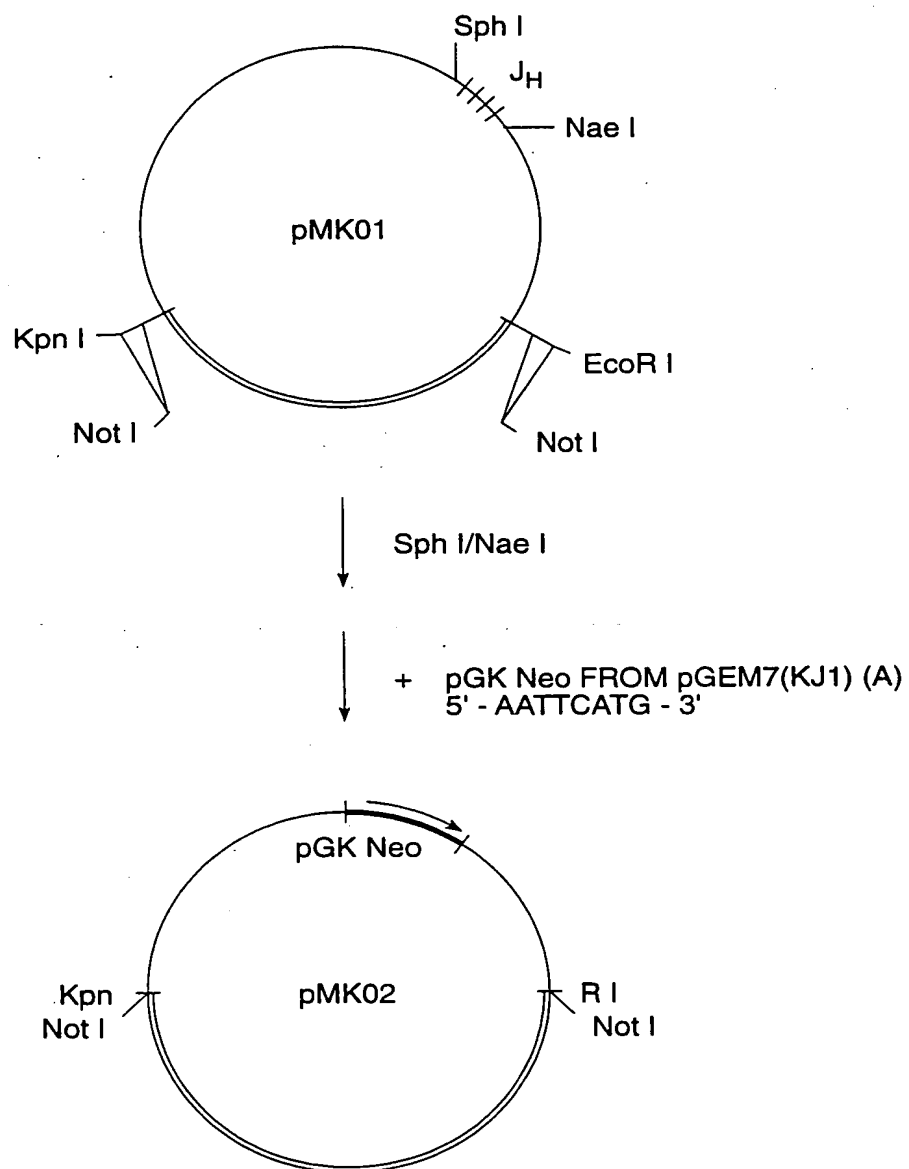 Sph I
JH
Nae I
pMK01
Kpn I
EcoR I
Not I
Not I
Sph I/Nae I
+ pGK Neo FROM pGEM7(KJ1) (A)
5' - AATTCATG - 3'
pGK Neo
Kpn
pMK02
R I
Not I
Not I